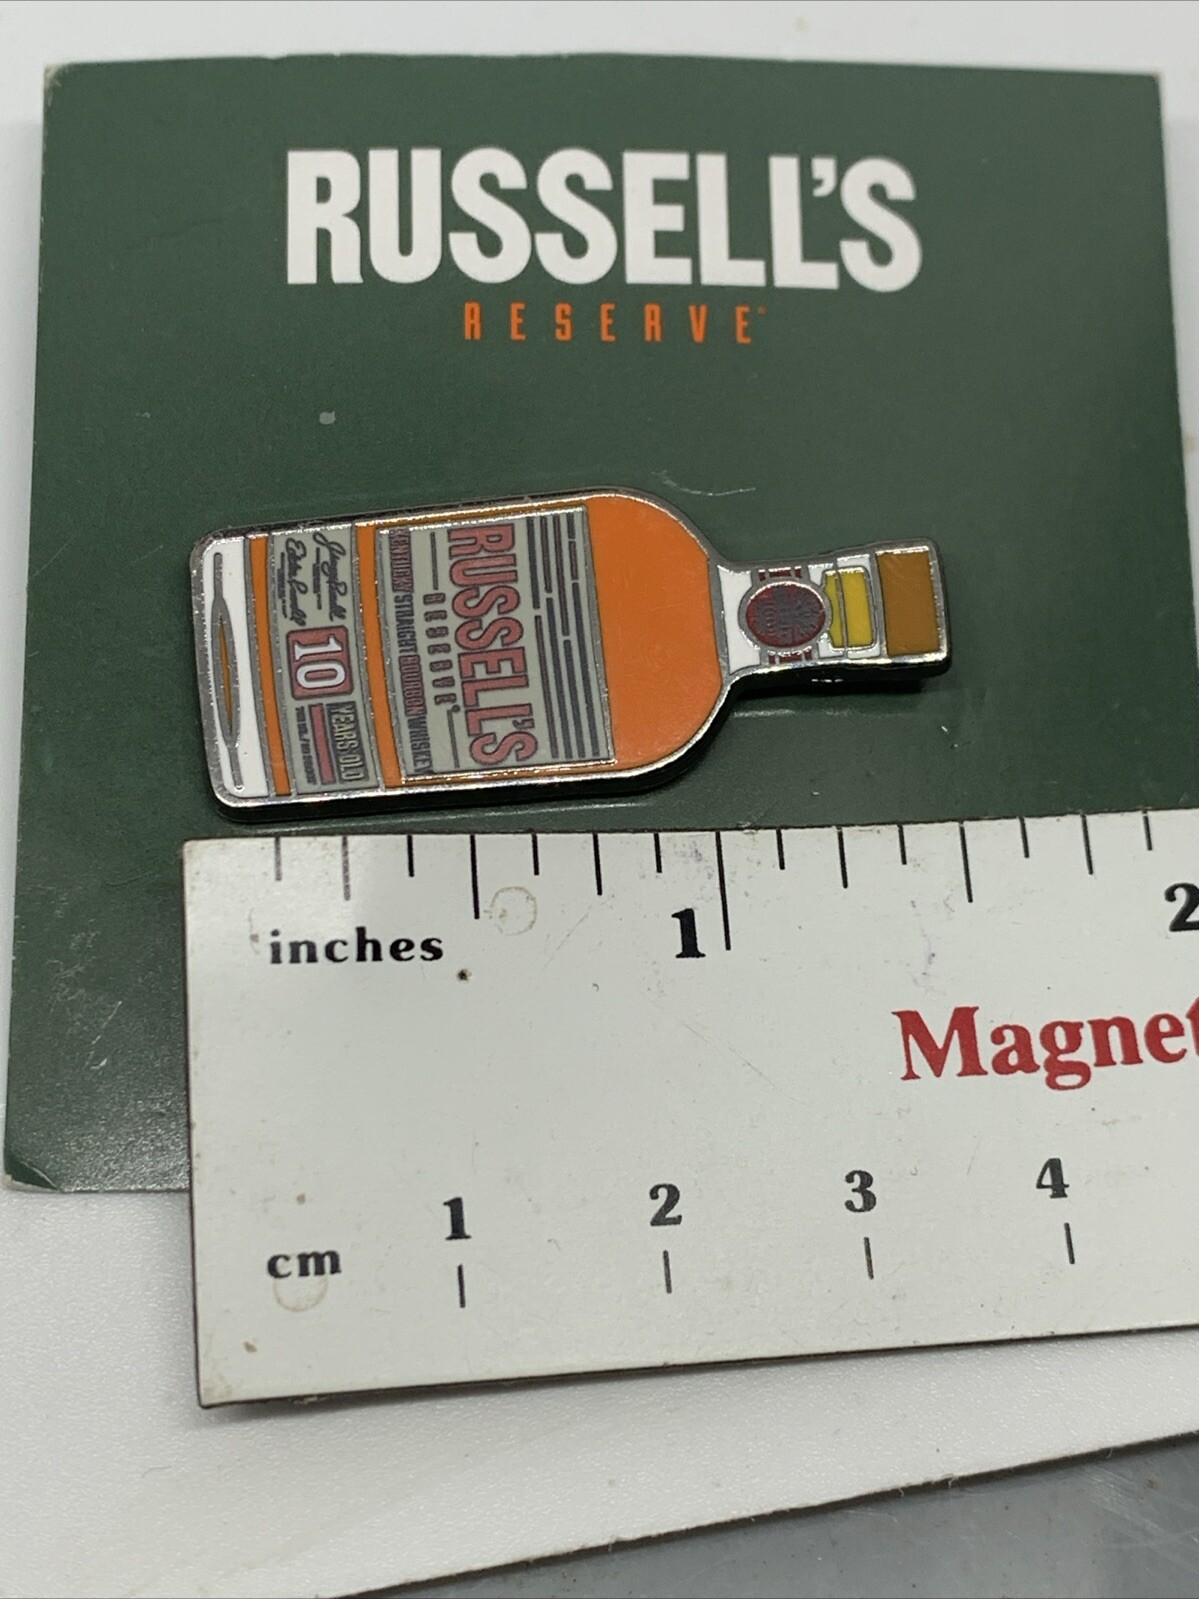 RUSSELL'S
RESERVE
RUSSELL'S
RESERVE
KENTUCKY STRAIGHT BOURBON WHISKEY
10
YEARS OLD
inches
1
2
Magnet
1
2
3
4
cm